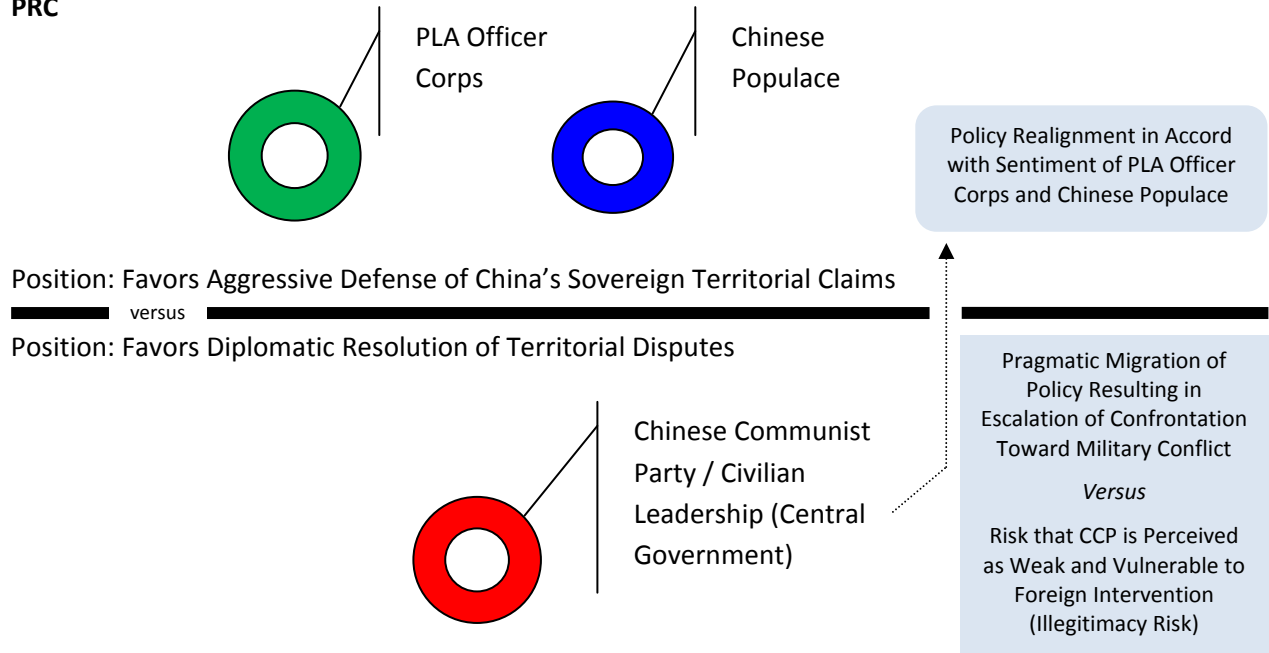 PRC
PLA Officer
Corps
Chinese
Populace
Policy Realignment in Accord
with Sentiment of PLA Officer
Corps and Chinese Populace
Position: Favors Aggressive Defense of China’s Sovereign Territorial Claims
versus
Position: Favors Diplomatic Resolution of Territorial Disputes
Chinese Communist
Party / Civilian
Leadership (Central
Government)
Pragmatic Migration of
Policy Resulting in
Escalation of Confrontation
Toward Military Conflict
Versus
Risk that CCP is Perceived
as Weak and Vulnerable to
Foreign Intervention
(Illegitimacy Risk)